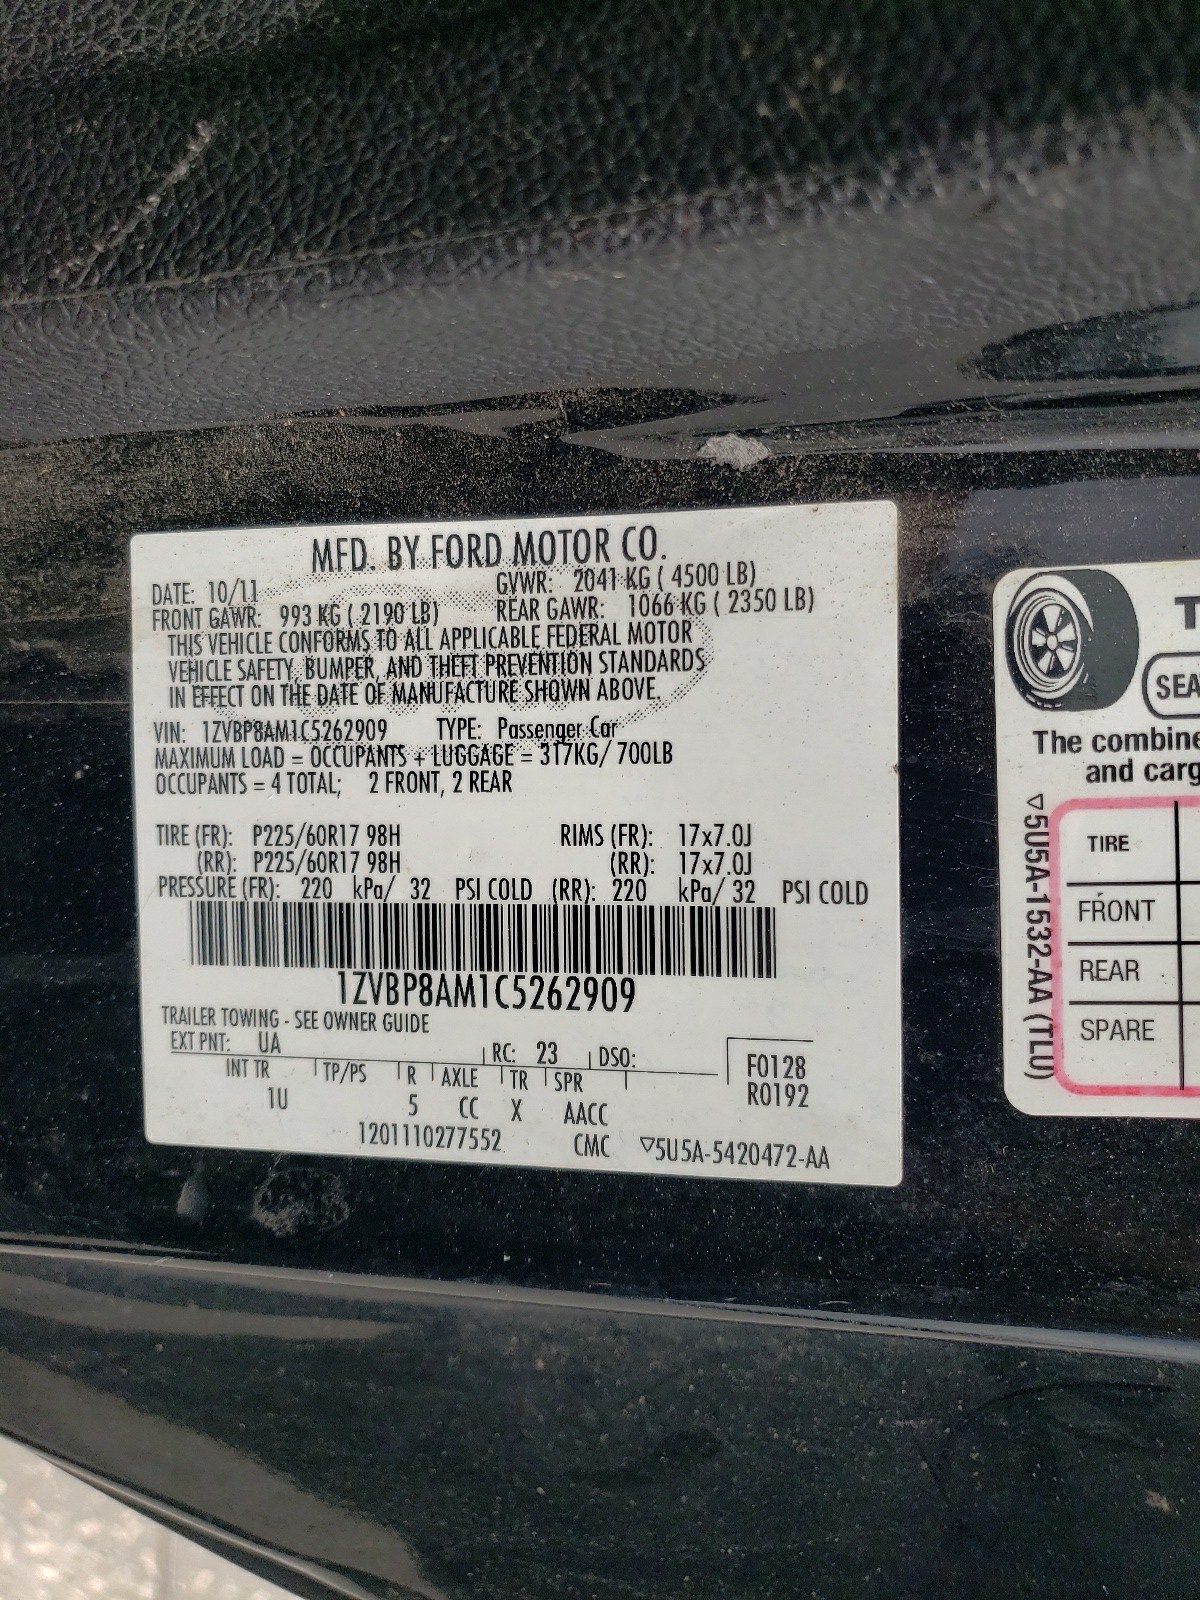 MFD. BY FORD MOTOR CO.
DATE: 10/11 GVWR: 2041 KG ( 4500 LB)
FRONT GAWR: 993 KG ( 2190 LB) REAR GAWR: 1066 KG ( 2350 LB)
THIS VEHICLE CONFORMS TO ALL APPLICABLE FEDERAL MOTOR
VEHICLE SAFETY, BUMPER, AND THEFT PREVENTION STANDARDS
IN EFFECT ON THE DATE OF MANUFACTURE SHOWN ABOVE.
VIN: 1ZVBP8AM1C5262909 TYPE: Passenger Car
MAXIMUM LOAD = OCCUPANTS + LUGGAGE = 317KG/ 700LB
OCCUPANTS = 4 TOTAL; 2 FRONT, 2 REAR
TIRE (FR): P225/60R17 98H RIMS (FR): 17x7.0J
(RR): P225/60R17 98H (RR): 17x7.0J
PRESSURE (FR): 220 kPa/ 32 PSI COLD (RR): 220 kPa/ 32 PSI COLD
1ZVBP8AM1C5262909
TRAILER TOWING - SEE OWNER GUIDE
EXT PNT: UA RC: 23 DSO: F0128
INT TR TP/PS R AXLE TR SPR R0192
1U 5 CC X AACC
1201110277552 CMC ▽5U5A-5420472-AA
T
SEA
The combine
and carg
TIRE
FRONT
REAR
SPARE
▽5U5A-1532-AA (TLU)